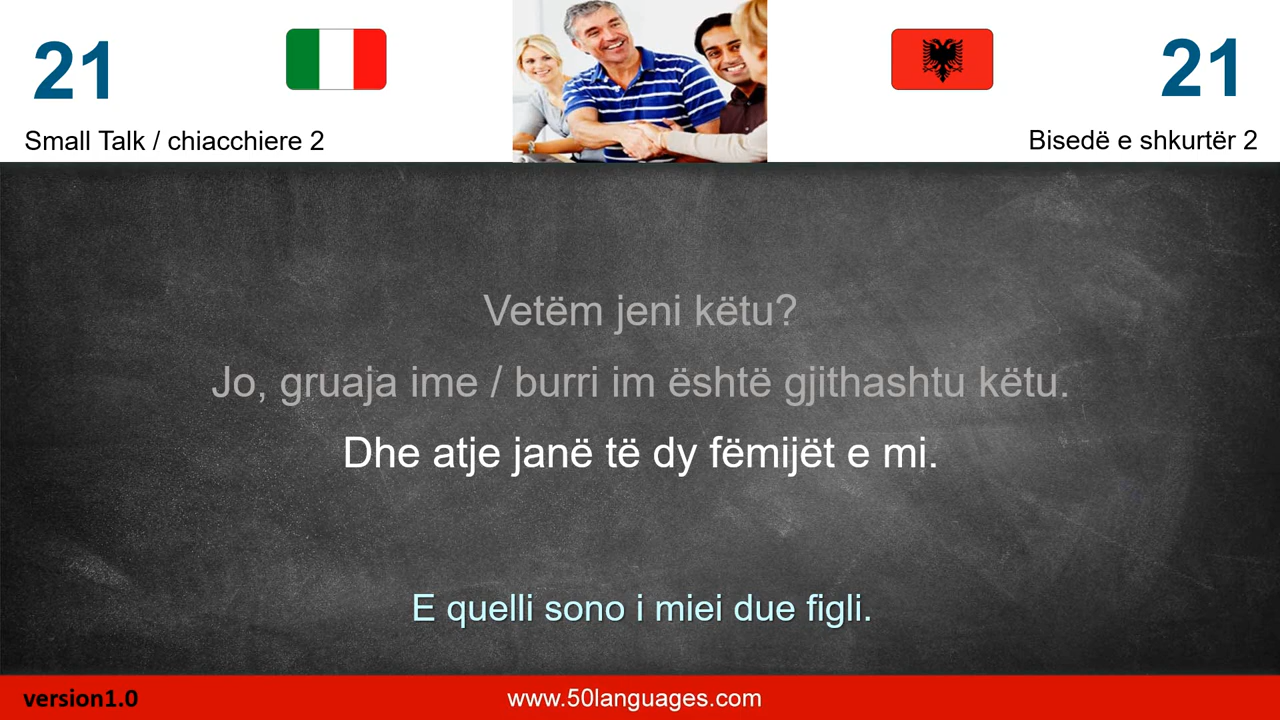 21
21
Small Talk / chiacchiere 2
Bisedë e shkurtër 2
Vetëm jeni këtu?
Jo, gruaja ime / burri im është gjithashtu këtu.
Dhe atje janë të dy fëmijët e mi.
E quelli sono i miei due figli.
version1.0
www.50languages.com